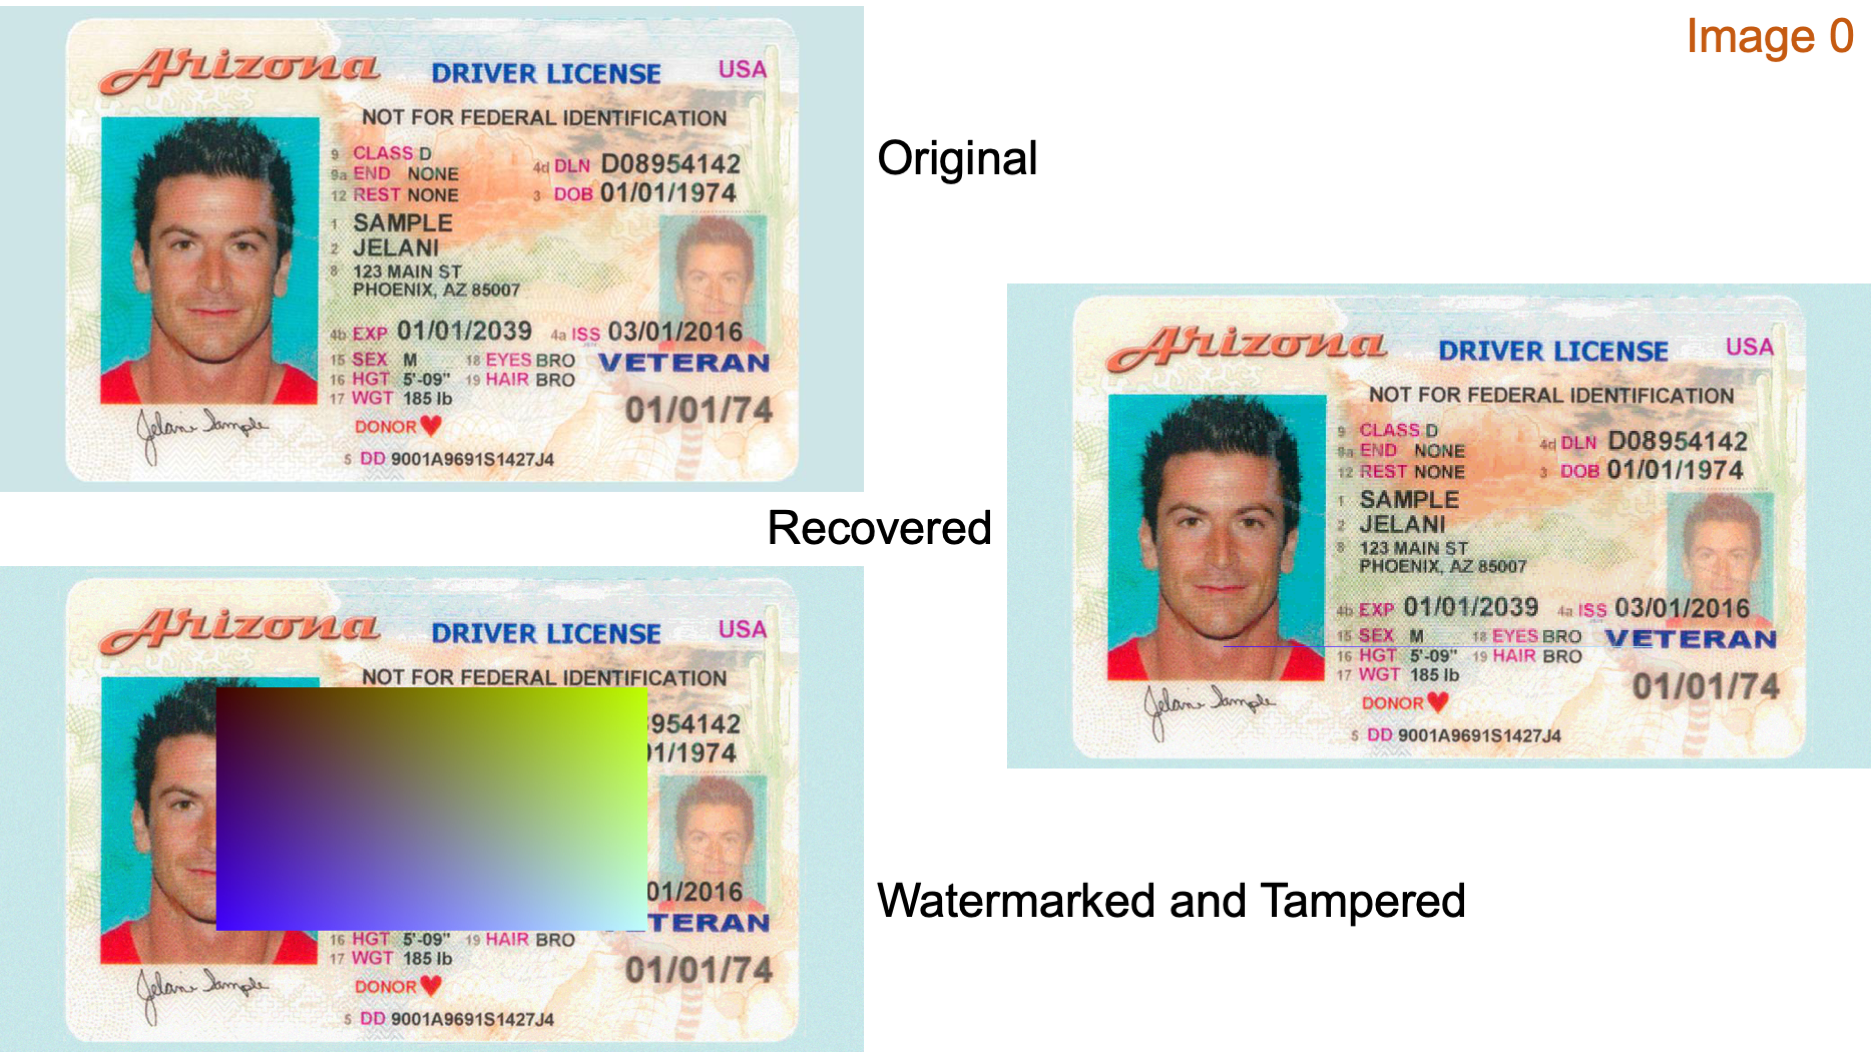 Image 0
Arizona DRIVER LICENSE USA
NOT FOR FEDERAL IDENTIFICATION
9 CLASS D
9a END NONE 4d DLN D08954142
12 REST NONE 3 DOB 01/01/1974
1 SAMPLE
2 JELANI
8 123 MAIN ST
PHOENIX, AZ 85007
4b EXP 01/01/2039 4a ISS 03/01/2016
15 SEX M 18 EYES BRO VETERAN
16 HGT 5'-09" 19 HAIR BRO
17 WGT 185 lb
01/01/74
DONOR
Jelani Sample
5 DD 9001A9691S1427J4
Original
Recovered
Arizona DRIVER LICENSE USA
NOT FOR FEDERAL IDENTIFICATION
9 CLASS D
9a END NONE 4d DLN D08954142
12 REST NONE 3 DOB 01/01/1974
1 SAMPLE
2 JELANI
8 123 MAIN ST
PHOENIX, AZ 85007
4b EXP 01/01/2039 4a ISS 03/01/2016
15 SEX M 18 EYES BRO VETERAN
16 HGT 5'-09" 19 HAIR BRO
17 WGT 185 lb
01/01/74
DONOR
Jelani Sample
5 DD 9001A9691S1427J4
Arizona DRIVER LICENSE USA
NOT FOR FEDERAL IDENTIFICATION
954142
1/1974
01/2016
TERAN
16 HGT 5'-09" 19 HAIR BRO
17 WGT 185 lb
01/01/74
DONOR
Jelani Sample
5 DD 9001A9691S1427J4
Watermarked and Tampered